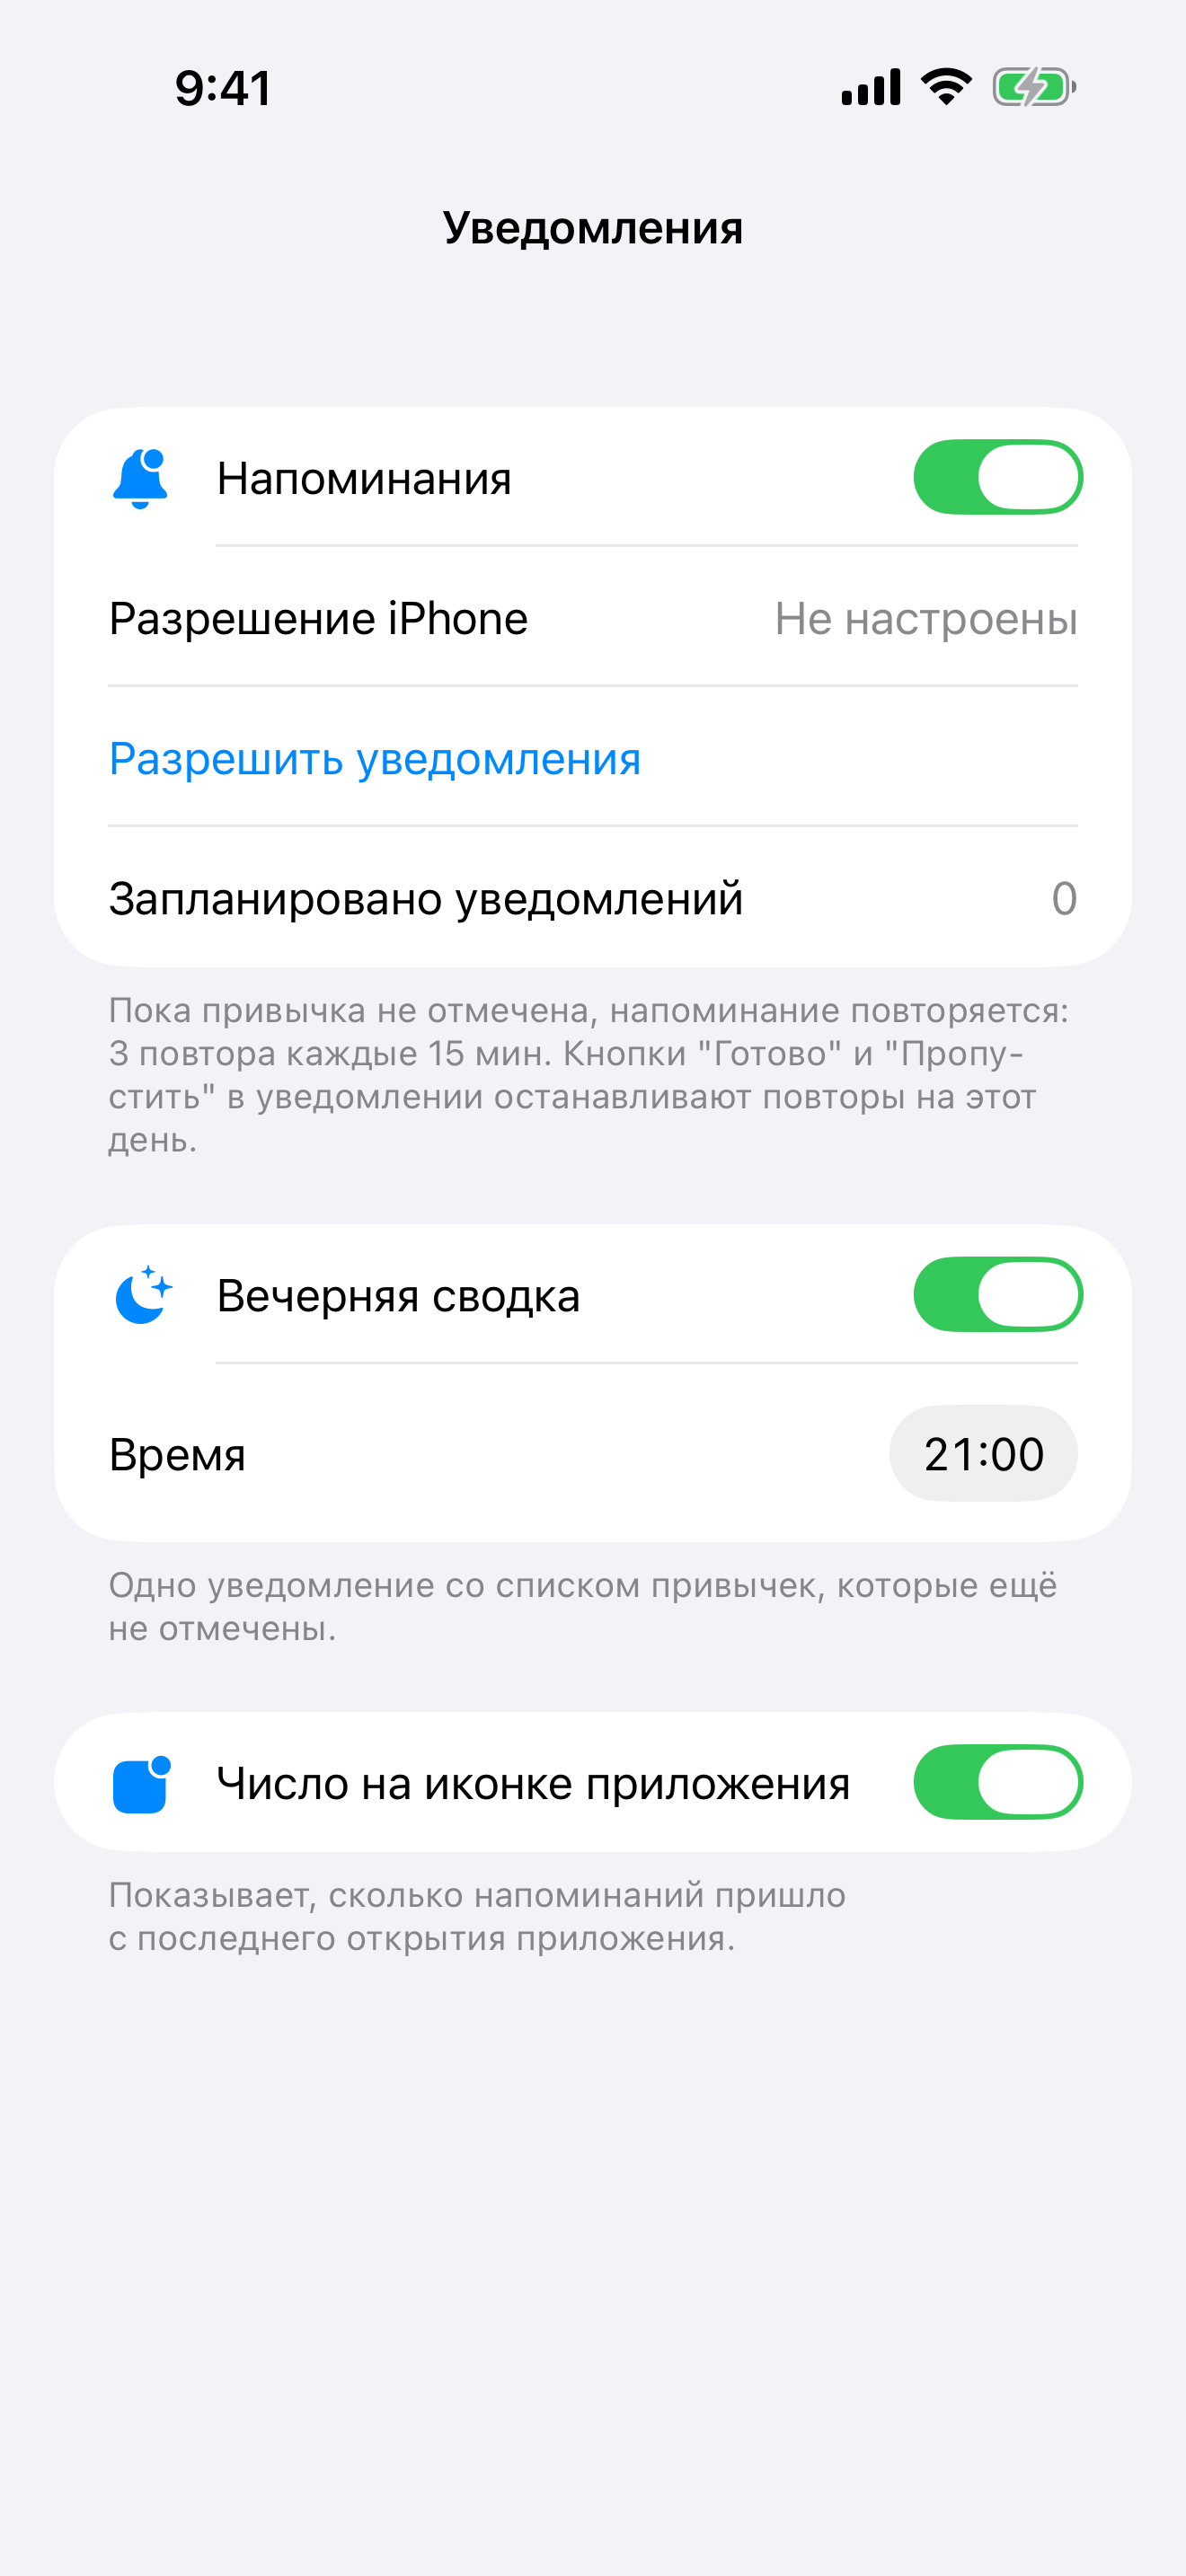 9:41
Уведомления
Напоминания
Разрешение iPhone Не настроены
Разрешить уведомления
Запланировано уведомлений 0
Пока привычка не отмечена, напоминание повторяется:
3 повтора каждые 15 мин. Кнопки "Готово" и "Пропу-
стить" в уведомлении останавливают повторы на этот
день.
Вечерняя сводка
Время 21:00
Одно уведомление со списком привычек, которые ещё
не отмечены.
Число на иконке приложения
Показывает, сколько напоминаний пришло
с последнего открытия приложения.